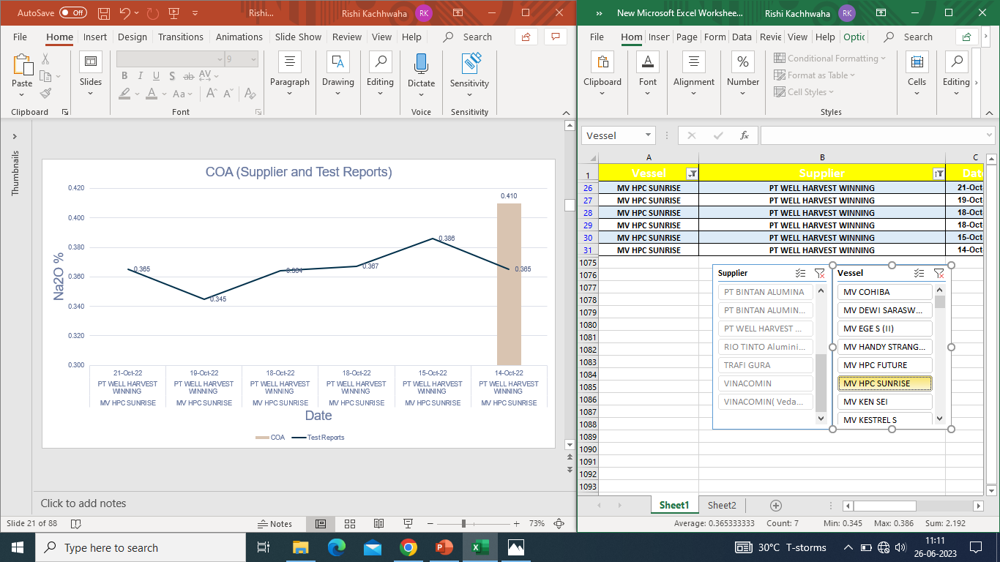 AutoSave Off Rishi... Rishi Kachhwaha RK
File Home Insert Design Transitions Animations Slide Show Review View Help Search
Paste Slides 9 Paragraph Drawing Editing Dictate Sensitivity
B I U S ab AV
A Aa A A A
Clipboard Font Voice Sensitivity
Thumbnails
COA (Supplier and Test Reports)
0.420
0.400
0.380
0.360
0.340
0.320
0.300
Na2O %
0.410
0.365
0.345
0.364
0.367
0.386
0.365
21-Oct-22 19-Oct-22 18-Oct-22 18-Oct-22 15-Oct-22 14-Oct-22
PT WELL HARVEST PT WELL HARVEST PT WELL HARVEST PT WELL HARVEST PT WELL HARVEST PT WELL HARVEST
WINNING WINNING WINNING WINNING WINNING WINNING
MV HPC SUNRISE MV HPC SUNRISE MV HPC SUNRISE MV HPC SUNRISE MV HPC SUNRISE MV HPC SUNRISE
Date
COA Test Reports
Click to add notes
Slide 21 of 88 Notes 73%
» New Microsoft Excel Workshee... Rishi Kachhwaha RK
File Hom Inser Page Form Data Revie View Help Optic Search
Clipboard Font Alignment Number Conditional Formatting Cells Editing
Format as Table
Cell Styles
Styles
Vessel fx
A B C
1 Vessel Supplier Date
26 MV HPC SUNRISE PT WELL HARVEST WINNING 21-Oct
27 MV HPC SUNRISE PT WELL HARVEST WINNING 19-Oct
28 MV HPC SUNRISE PT WELL HARVEST WINNING 18-Oct
29 MV HPC SUNRISE PT WELL HARVEST WINNING 18-Oct
30 MV HPC SUNRISE PT WELL HARVEST WINNING 15-Oct
31 MV HPC SUNRISE PT WELL HARVEST WINNING 14-Oct
1075
1076
1077
1078
1079
1080
1081
1082
1083
1084
1085
1086
1087
1088
1089
1090
1091
1092
1093
Supplier
PT BINTAN ALUMINA
PT BINTAN ALUMIN...
PT WELL HARVEST ...
RIO TINTO Alumini...
TRAFI GURA
VINACOMIN
VINACOMIN( Veda...
Vessel
MV COHIBA
MV DEWI SARASW...
MV EGE S (II)
MV HANDY STRANG...
MV HPC FUTURE
MV HPC SUNRISE
MV KEN SEI
MV KESTREL S
Sheet1 Sheet2
Average: 0.365333333 Count: 7 Min: 0.345 Max: 0.386 Sum: 2.192
Type here to search
30°C T-storms
11:11
26-06-2023